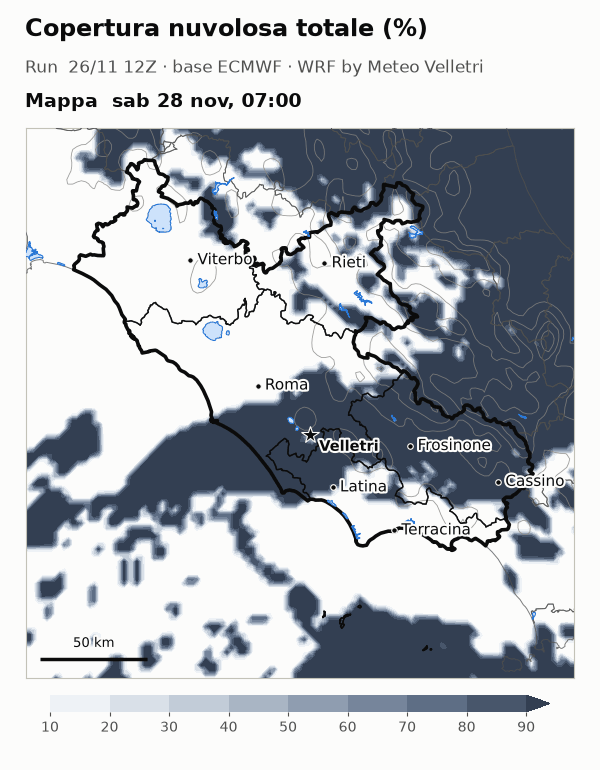 Copertura nuvolosa totale (%)
Run  26/11 12Z · base ECMWF · WRF by Meteo Velletri
Mappa  sab 28 nov, 07:00
Viterbo
Rieti
Roma
Velletri
Frosinone
Latina
Cassino
Terracina
50 km
10 20 30 40 50 60 70 80 90